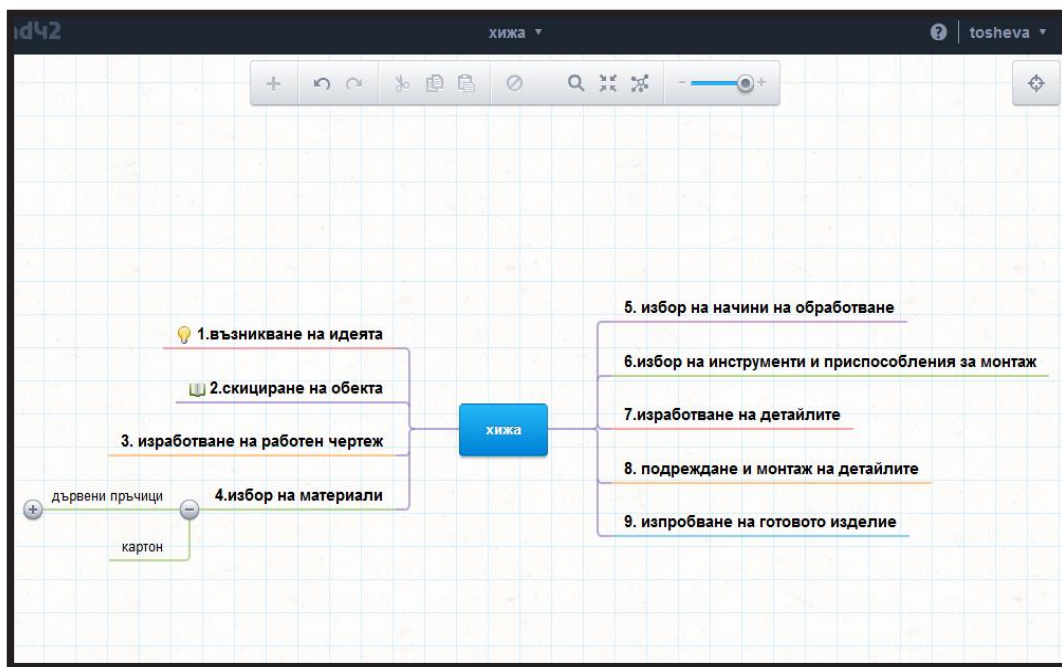 nd42
хижа
tosheva
1.възникване на идеята
2.скициране на обекта
3. изработване на работен чертеж
4.избор на материали
дървени пръчици
картон
хижа
5. избор на начини на обработване
6.избор на инструменти и приспособления за монтаж
7.изработване на детайлите
8. подреждане и монтаж на детайлите
9. изпробване на готовото изделие